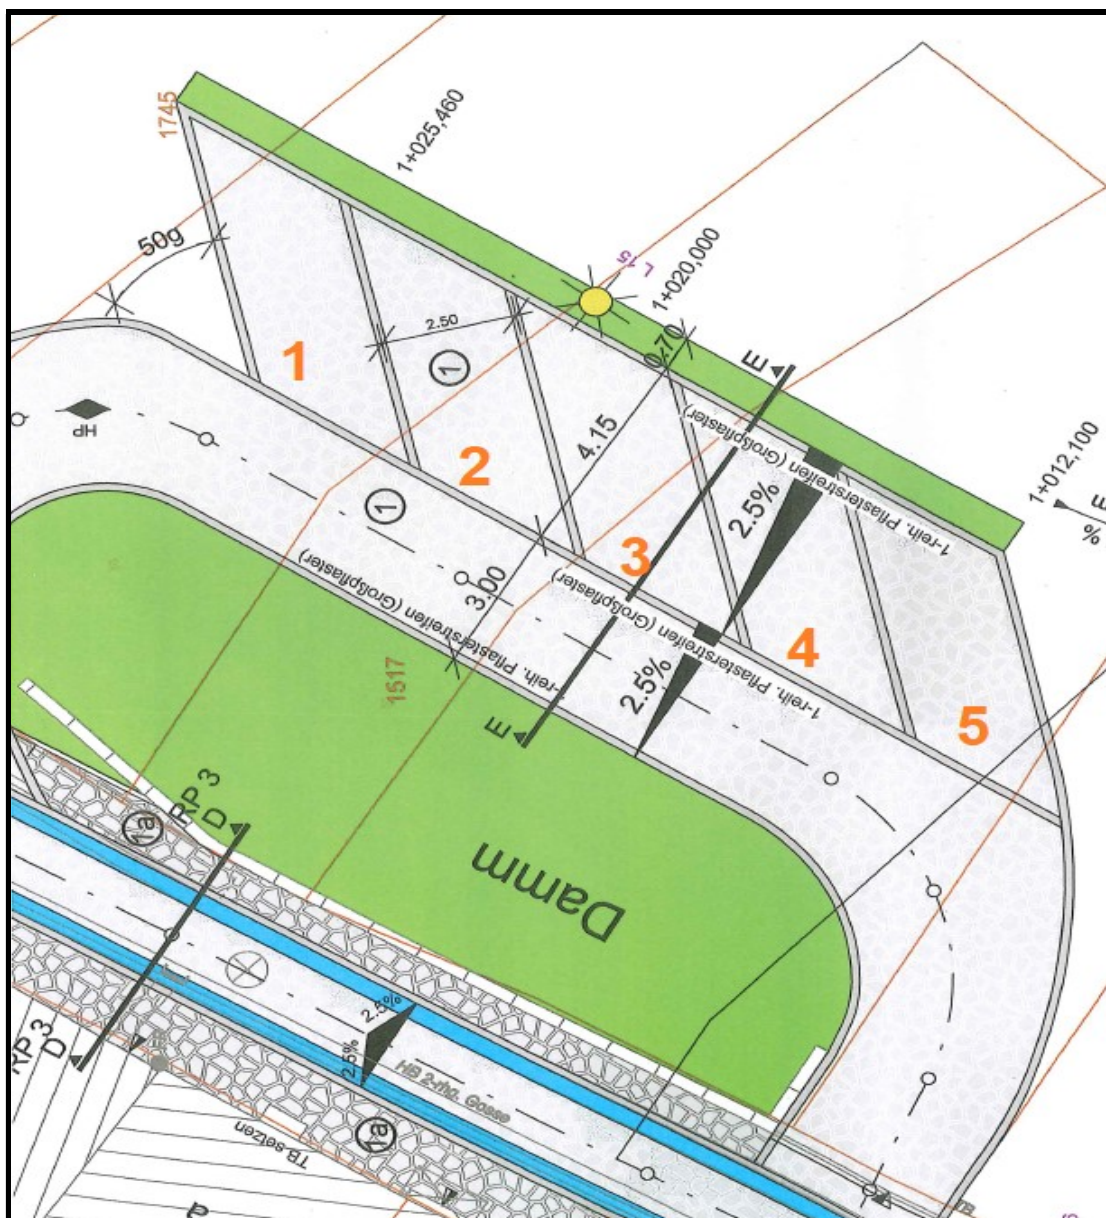 1745
1+025,460
50g
L 15
1+020,000
2.50
0.70
E
1
1
HP
2
1
4.15
1-reih. Pflasterstreifen (Großpflaster)
2.5%
1+012,100
m
%
3
3.00
1-reih. Pflasterstreifen (Großpflaster)
-reih. Pflasterstreifen (Großpflaster)
4
2.5%
1517
E
5
RP 3
D
1a
Damm
2.5%
2.5%
HB 2-rhg. Gosse
RP 3
D
1a
TB setzen
TB
a